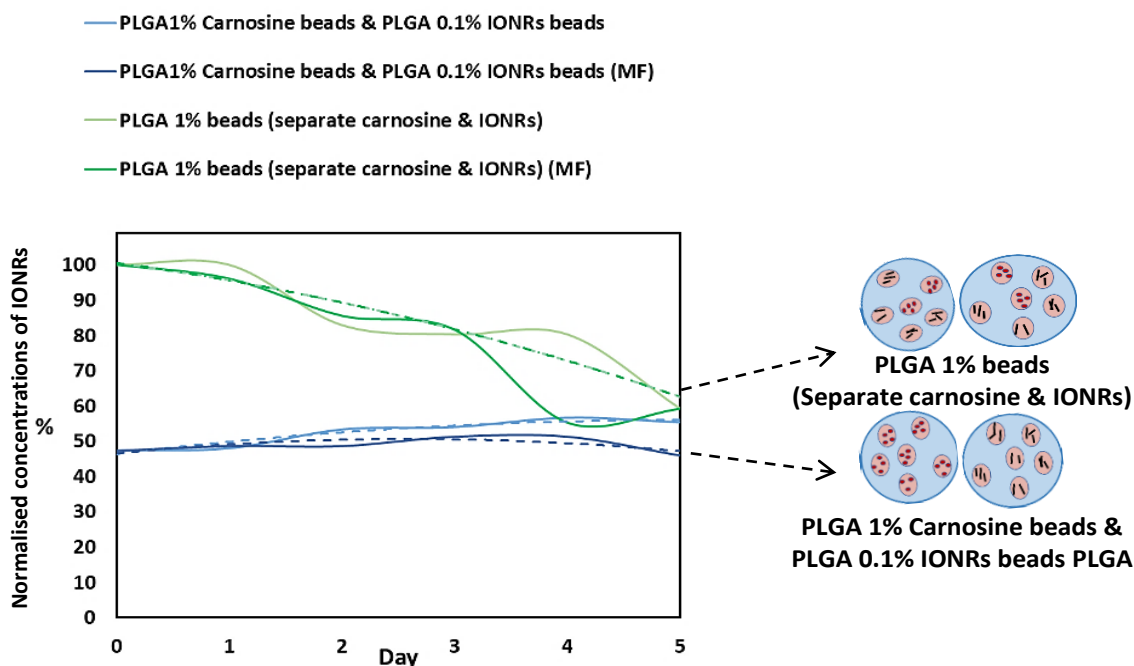 PLGA1% Carnosine beads & PLGA 0.1% IONRs beads
PLGA1% Carnosine beads & PLGA 0.1% IONRs beads (MF)
PLGA 1% beads (separate carnosine & IONRs)
PLGA 1% beads (separate carnosine & IONRs) (MF)
Normalised concentrations of IONRs
%
100
90
80
70
60
50
40
30
20
10
0
0 1 2 3 4 5
Day
PLGA 1% beads
(Separate carnosine & IONRs)
PLGA 1% Carnosine beads &
PLGA 0.1% IONRs beads PLGA